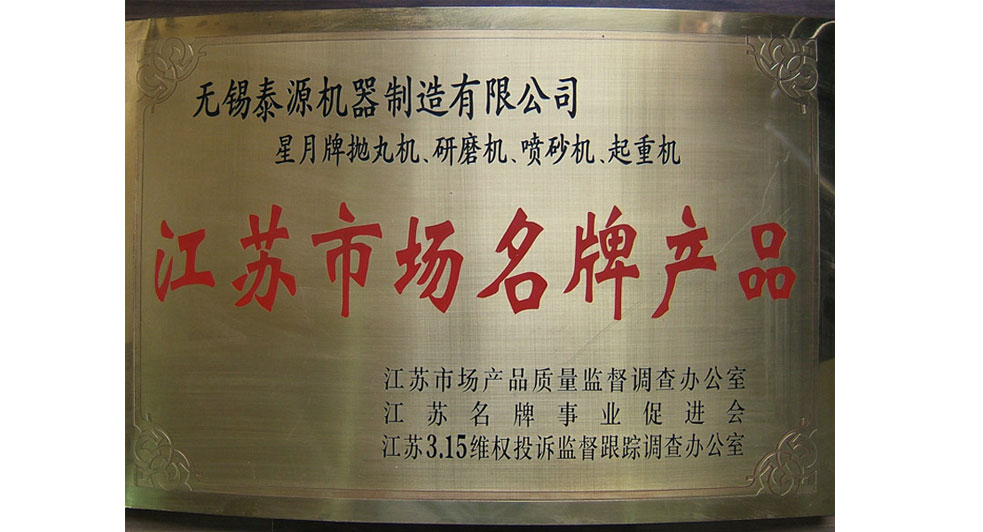 无锡泰源机器制造有限公司
星月牌抛丸机、研磨机、喷砂机、起重机
江苏市场名牌产品
江苏市场产品质量监督调查办公室
江苏名牌事业促进会
江苏3.15维权投诉监督跟踪调查办公室